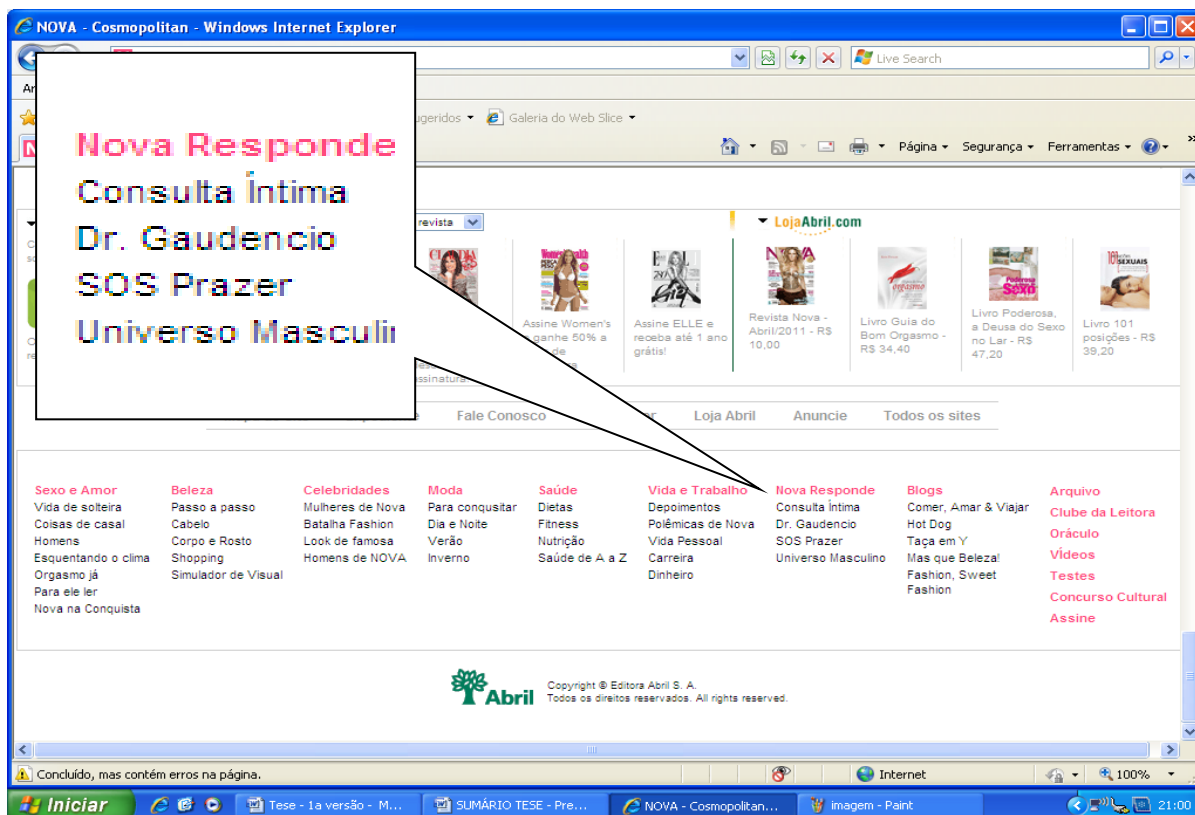 NOVA - Cosmopolitan - Windows Internet Explorer
Live Search
Galeria do Web Slice
Página
Segurança
Ferramentas
Nova Responde
Consulta Íntima
Dr. Gaudencio
SOS Prazer
Universo
revista
LojaAbril.com
Assine Women's
ganhe 50% a
de
Assine ELLE e
receba até 1 ano
grátis!
Revista Nova -
Abril/2011 - R$
10,00
Livro Guia do
Bom Orgasmo -
R$ 34,40
Livro Poderosa,
a Deusa do Sexo
no Lar - R$
47,20
Livro 101
posições - R$
39,20
Fale Conosco Loja Abril Anuncie Todos os sites
Sexo e Amor
Vida de solteira
Coisas de casal
Homens
Esquentando o clima
Orgasmo já
Para ele ler
Nova na Conquista
Beleza
Passo a passo
Cabelo
Corpo e Rosto
Shopping
Simulador de Visual
Celebridades
Mulheres de Nova
Batalha Fashion
Look de famosa
Homens de NOVA
Moda
Para conqusitar
Dia e Noite
Verão
Inverno
Saúde
Dietas
Fitness
Nutrição
Saúde de A a Z
Vida e Trabalho
Depoimentos
Polêmicas de Nova
Vida Pessoal
Carreira
Dinheiro
Nova Responde
Consulta Íntima
Dr. Gaudencio
SOS Prazer
Universo Masculino
Blogs
Comer, Amar & Viajar
Hot Dog
Taça em Y
Mas que Beleza!
Fashion, Sweet
Fashion
Arquivo
Clube da Leitora
Oráculo
Vídeos
Testes
Concurso Cultural
Assine
Abril
Copyright © Editora Abril S. A.
Todos os direitos reservados. All rights reserved.
Concluído, mas contém erros na página.
Internet
100%
Iniciar
Tese - 1a versão - M...
SUMÁRIO TESE - Pre...
NOVA - Cosmopolitan...
imagem - Paint
21:00